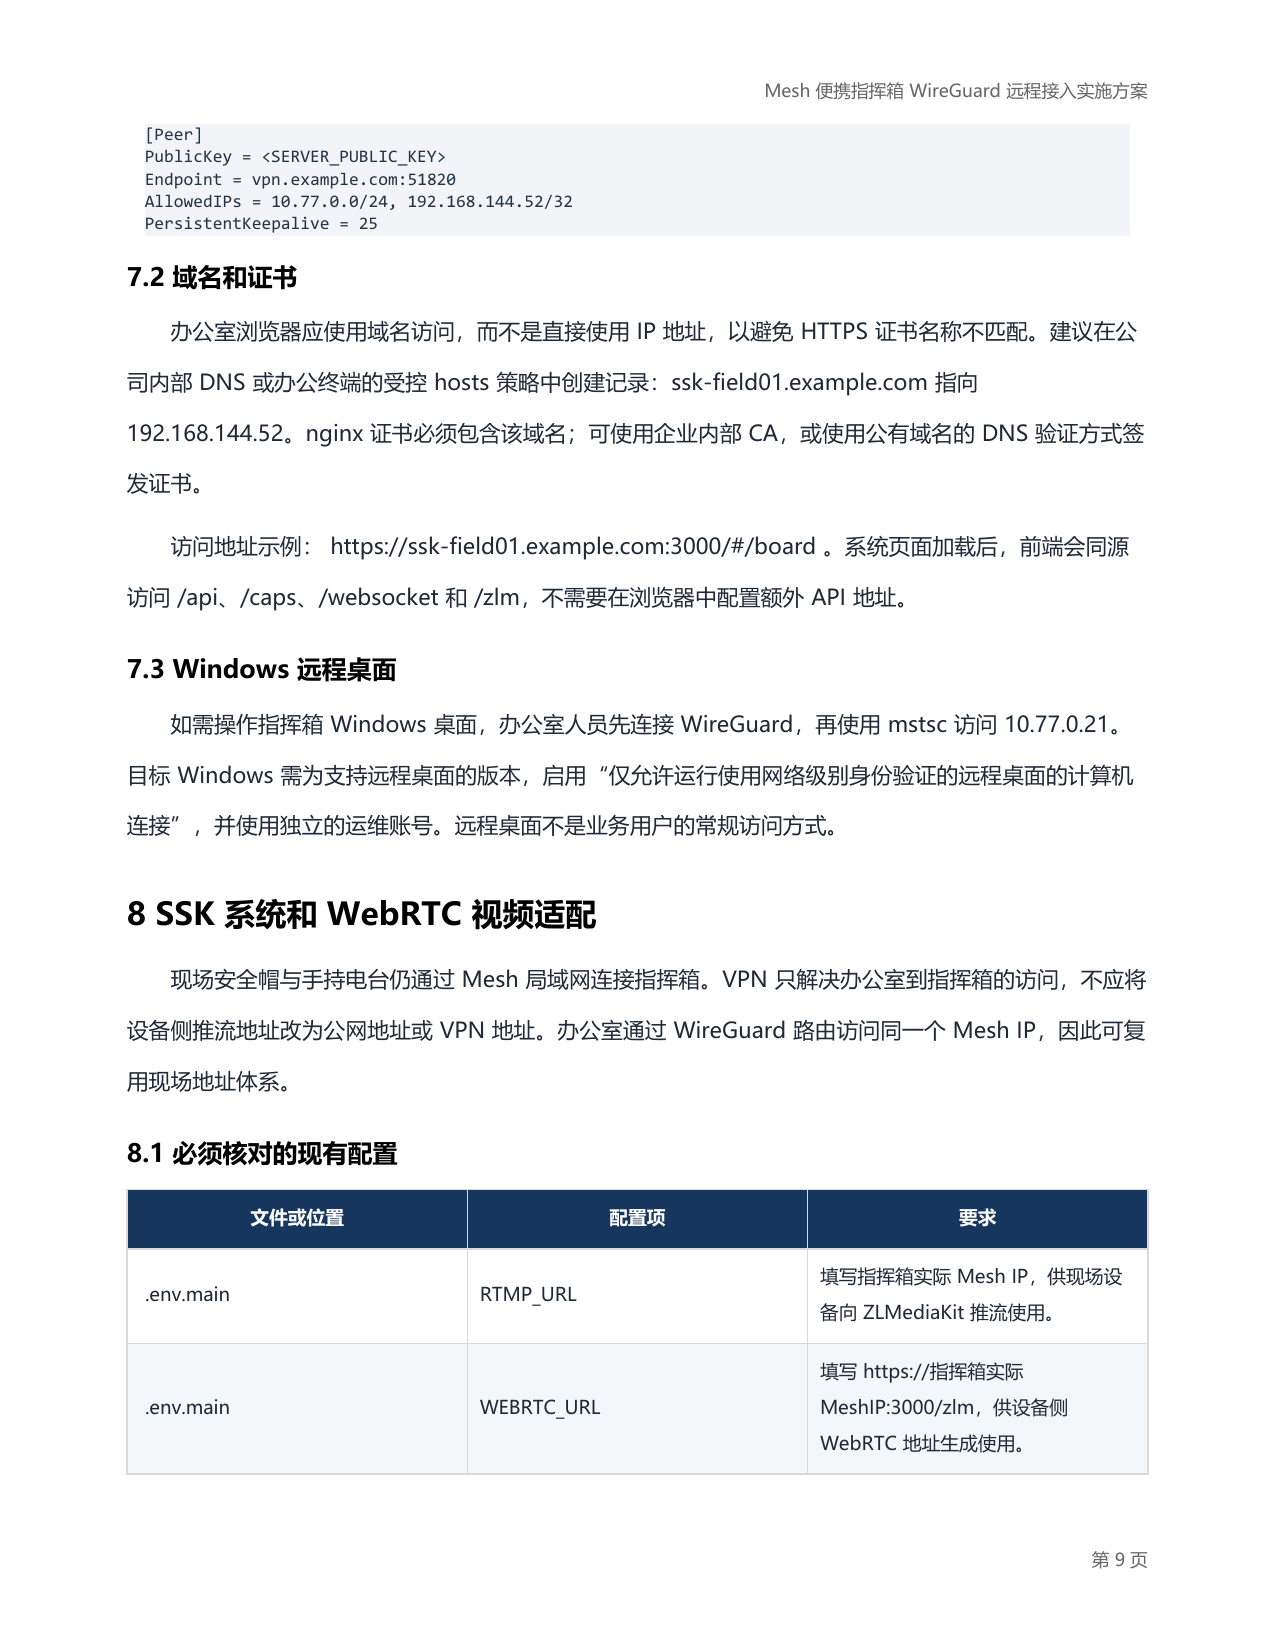 Mesh 便携指挥箱 WireGuard 远程接入实施方案
[Peer]
PublicKey = <SERVER_PUBLIC_KEY>
Endpoint = vpn.example.com:51820
AllowedIPs = 10.77.0.0/24, 192.168.144.52/32
PersistentKeepalive = 25
7.2 域名和证书
办公室浏览器应使用域名访问，而不是直接使用 IP 地址，以避免 HTTPS 证书名称不匹配。建议在公
司内部 DNS 或办公终端的受控 hosts 策略中创建记录：ssk-field01.example.com 指向
192.168.144.52。nginx 证书必须包含该域名；可使用企业内部 CA，或使用公有域名的 DNS 验证方式签
发证书。
访问地址示例： https://ssk-field01.example.com:3000/#/board 。系统页面加载后，前端会同源
访问 /api、/caps、/websocket 和 /zlm，不需要在浏览器中配置额外 API 地址。
7.3 Windows 远程桌面
如需操作指挥箱 Windows 桌面，办公室人员先连接 WireGuard，再使用 mstsc 访问 10.77.0.21。
目标 Windows 需为支持远程桌面的版本，启用“仅允许运行使用网络级别身份验证的远程桌面的计算机
连接”，并使用独立的运维账号。远程桌面不是业务用户的常规访问方式。
8 SSK 系统和 WebRTC 视频适配
现场安全帽与手持电台仍通过 Mesh 局域网连接指挥箱。VPN 只解决办公室到指挥箱的访问，不应将
设备侧推流地址改为公网地址或 VPN 地址。办公室通过 WireGuard 路由访问同一个 Mesh IP，因此可复
用现场地址体系。
8.1 必须核对的现有配置
文件或位置 配置项 要求
.env.main RTMP_URL 填写指挥箱实际 Mesh IP，供现场设
备向 ZLMediaKit 推流使用。
.env.main WEBRTC_URL 填写 https://指挥箱实际
MeshIP:3000/zlm，供设备侧
WebRTC 地址生成使用。
第 9 页